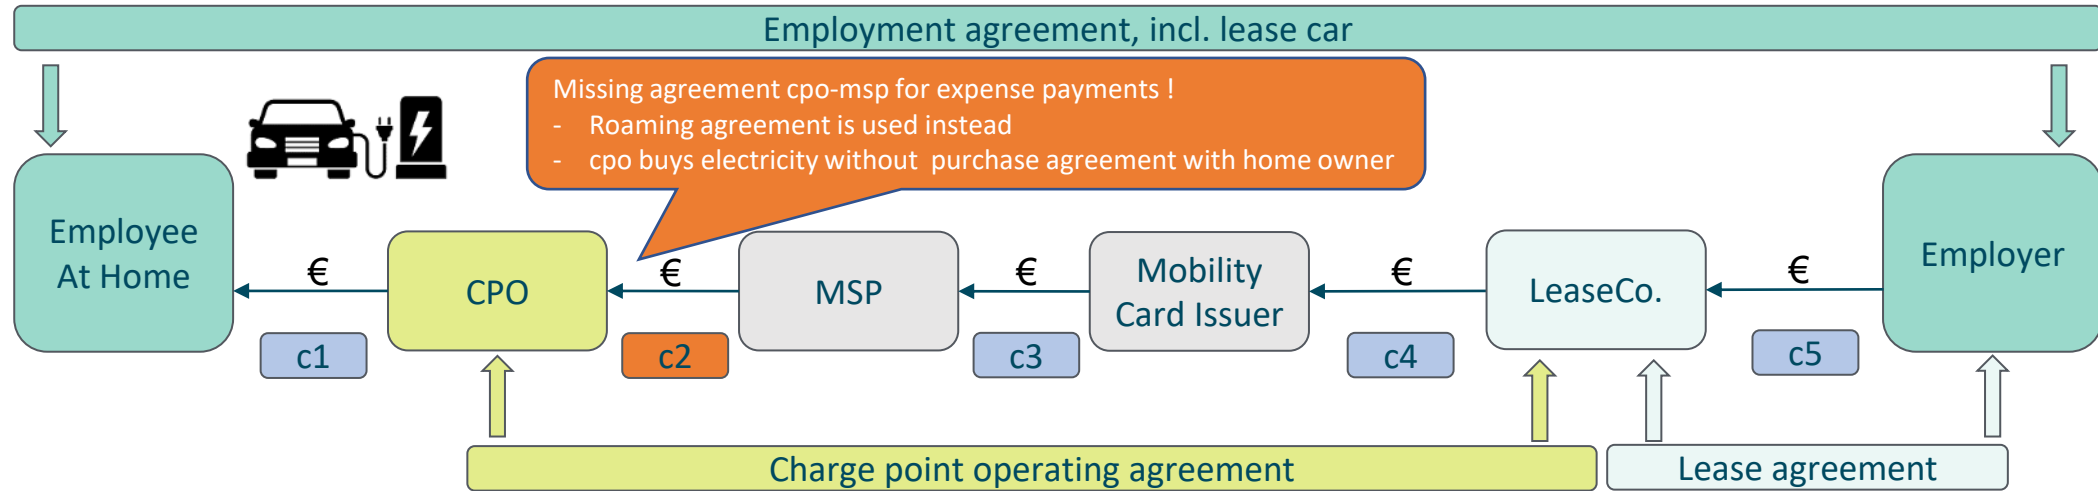 Employment agreement, incl. lease car
Missing agreement cpo-msp for expense payments !
- Roaming agreement is used instead
- cpo buys electricity without purchase agreement with home owner
Employee
At Home
€
CPO
€
MSP
€
Mobility
Card Issuer
€
LeaseCo.
€
Employer
c1
c2
c3
c4
c5
Charge point operating agreement
Lease agreement